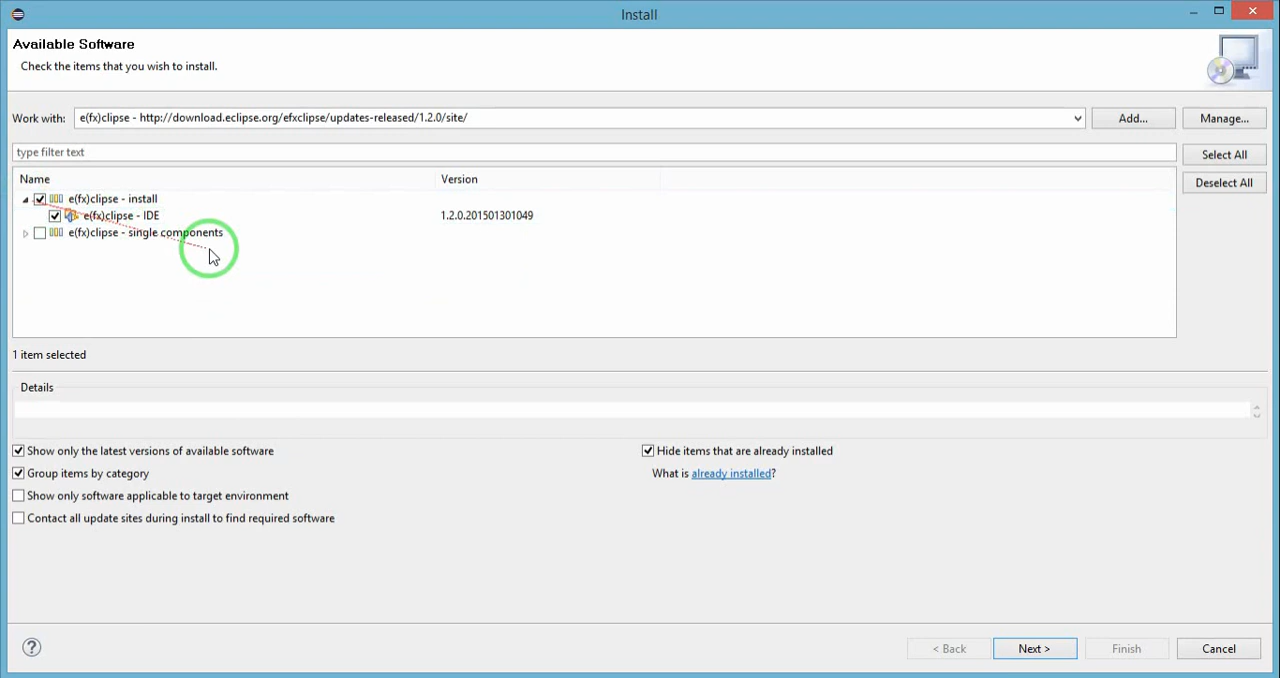 Install
Available Software
Check the items that you wish to install.
Work with: e(fx)clipse - http://download.eclipse.org/efxclipse/updates-released/1.2.0/site/ Add... Manage...
type filter text Select All
Name Version Deselect All
e(fx)clipse - install
e(fx)clipse - IDE 1.2.0.201501301049
e(fx)clipse - single components
1 item selected
Details
Show only the latest versions of available software Hide items that are already installed
Group items by category What is already installed?
Show only software applicable to target environment
Contact all update sites during install to find required software
? < Back Next > Finish Cancel